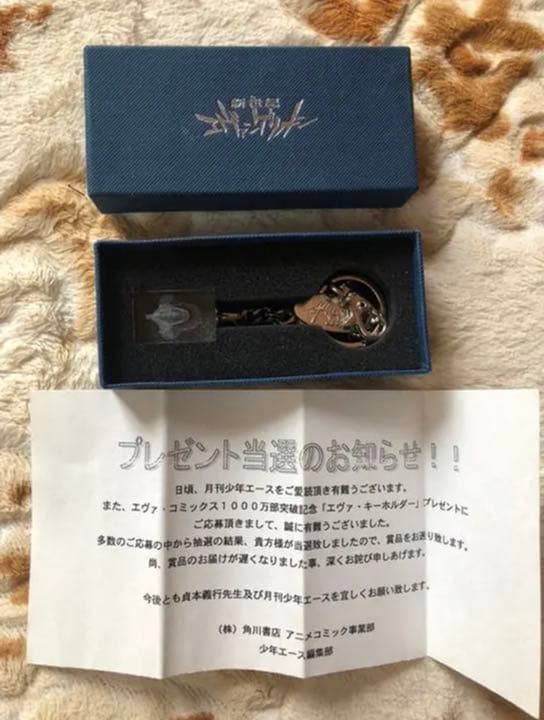 新世紀
エヴァンゲリオン
プレゼント当選のお知らせ!!
日頃、月刊少年エースをご愛読頂き有難うございます。
また、エヴァ・コミックス1000万部突破記念「エヴァ・キーホルダー」プレゼントに
ご応募頂きまして、誠に有難うございました。
多数のご応募の中から抽選の結果、貴方様が当選致しましたので、賞品をお送り致します。
尚、賞品のお届けが遅くなりました事、深くお詫び申しあげます。
今後とも貞本義行先生及び月刊少年エースを宜しくお願い致します。
(株)角川書店 アニメコミック事業部
少年エース編集部